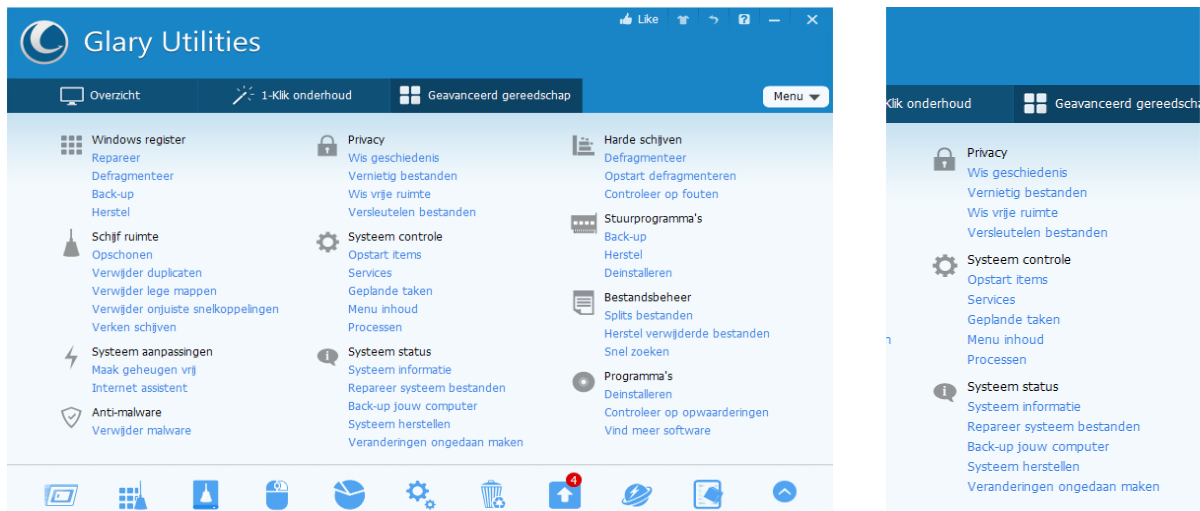 Glary Utilities
Like
Overzicht
1-Klik onderhoud
Geavanceerd gereedschap
Menu
Windows register
Repareer
Defragmenteer
Back-up
Herstel
Schijf ruimte
Opschonen
Verwijder duplicaten
Verwijder lege mappen
Verwijder onjuiste snelkoppelingen
Verken schijven
Systeem aanpassingen
Maak geheugen vrij
Internet assistent
Anti-malware
Verwijder malware
Privacy
Wis geschiedenis
Vernietig bestanden
Wis vrije ruimte
Versleutelen bestanden
Systeem controle
Opstart items
Services
Geplande taken
Menu inhoud
Processen
Systeem status
Systeem informatie
Repareer systeem bestanden
Back-up jouw computer
Systeem herstellen
Veranderingen ongedaan maken
Harde schijven
Defragmenteer
Opstart defragmenteren
Controleer op fouten
Stuurprogramma's
Back-up
Herstel
Deinstalleren
Bestandsbeheer
Splits bestanden
Herstel verwijderde bestanden
Snel zoeken
Programma's
Deinstalleren
Controleer op opwaarderingen
Vind meer software
4
Klik onderhoud
Geavanceerd gereedscha
Privacy
Wis geschiedenis
Vernietig bestanden
Wis vrije ruimte
Versleutelen bestanden
Systeem controle
Opstart items
Services
Geplande taken
Menu inhoud
Processen
n
Systeem status
Systeem informatie
Repareer systeem bestanden
Back-up jouw computer
Systeem herstellen
Veranderingen ongedaan maken